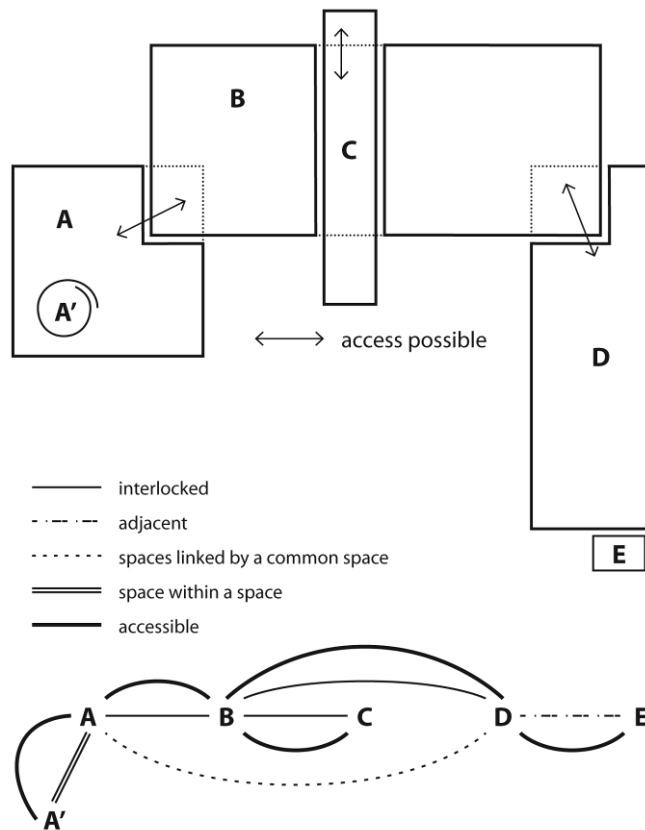 B
C
A
A'
access possible
D
E
interlocked
adjacent
spaces linked by a common space
space within a space
accessible
A B C D E
A'